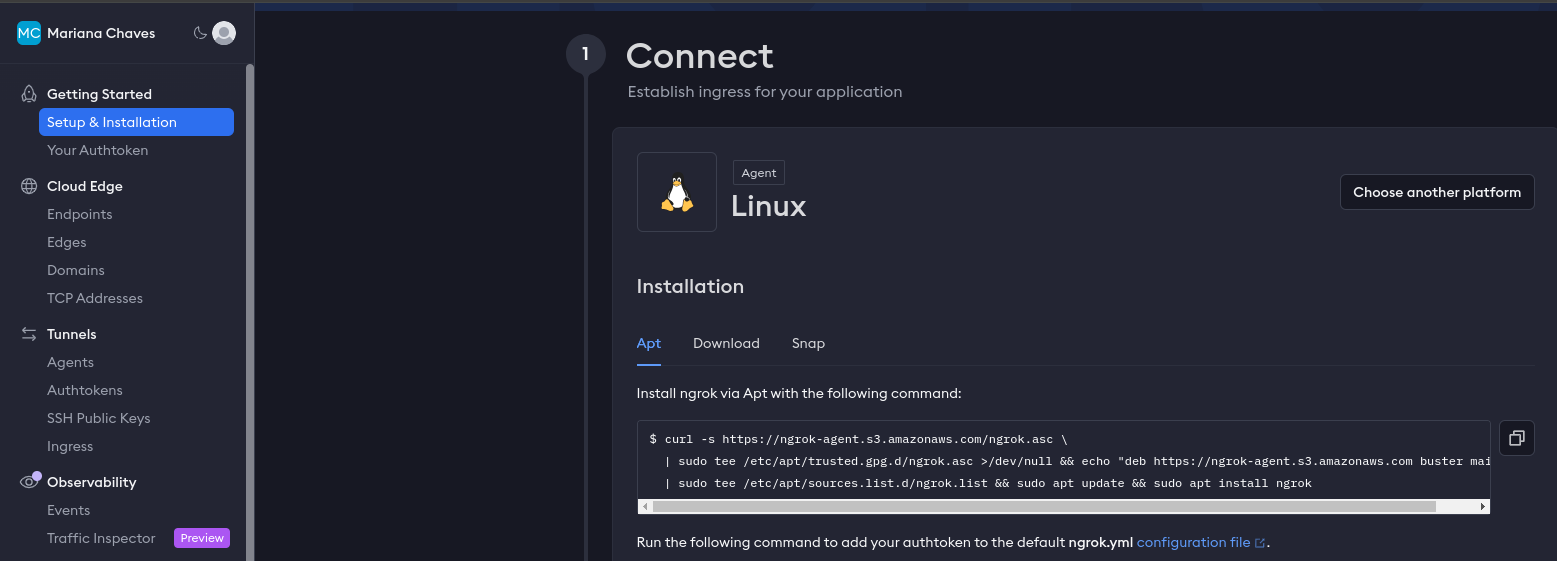 MC Mariana Chaves
Getting Started
Setup & Installation
Your Authtoken
Cloud Edge
Endpoints
Edges
Domains
TCP Addresses
Tunnels
Agents
Authtokens
SSH Public Keys
Ingress
Observability
Events
Traffic Inspector Preview
1
Connect
Establish ingress for your application
Agent
Linux
Choose another platform
Installation
Apt Download Snap
Install ngrok via Apt with the following command:
$ curl -s https://ngrok-agent.s3.amazonaws.com/ngrok.asc \
| sudo tee /etc/apt/trusted.gpg.d/ngrok.asc >/dev/null && echo "deb https://ngrok-agent.s3.amazonaws.com buster mai
| sudo tee /etc/apt/sources.list.d/ngrok.list && sudo apt update && sudo apt install ngrok
Run the following command to add your authtoken to the default ngrok.yml configuration file.